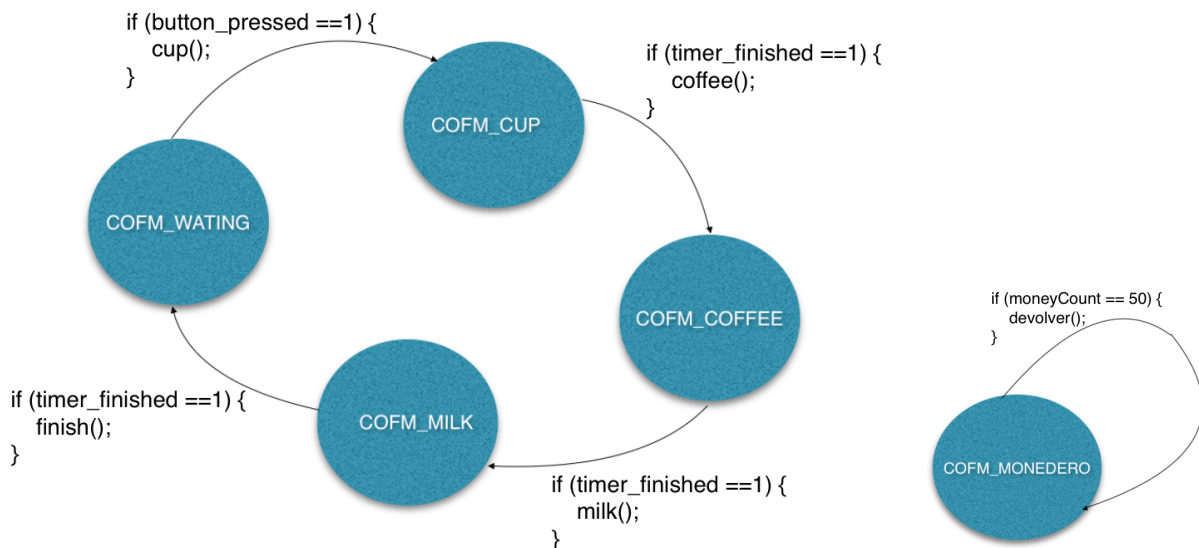 if (button_pressed ==1) {
cup();
}
if (timer_finished ==1) {
coffee();
}
COFM_CUP
COFM_WATING
COFM_COFFEE
if (moneyCount == 50) {
devolver();
}
if (timer_finished ==1) {
finish();
}
COFM_MILK
COFM_MONEDERO
if (timer_finished ==1) {
milk();
}